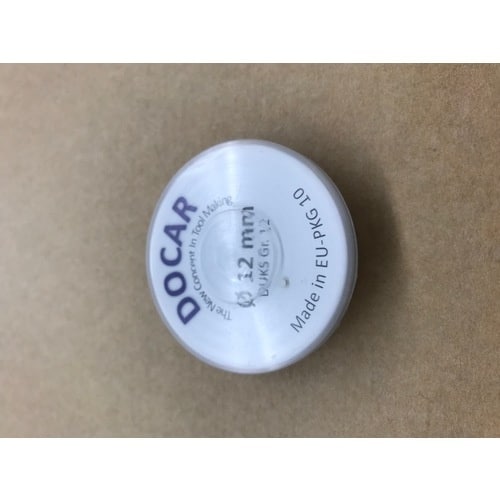 DOCAR
The New Concept In Tool Making
Ø 12 mm
DUKS Gr. 12
Made in EU-PKG 10